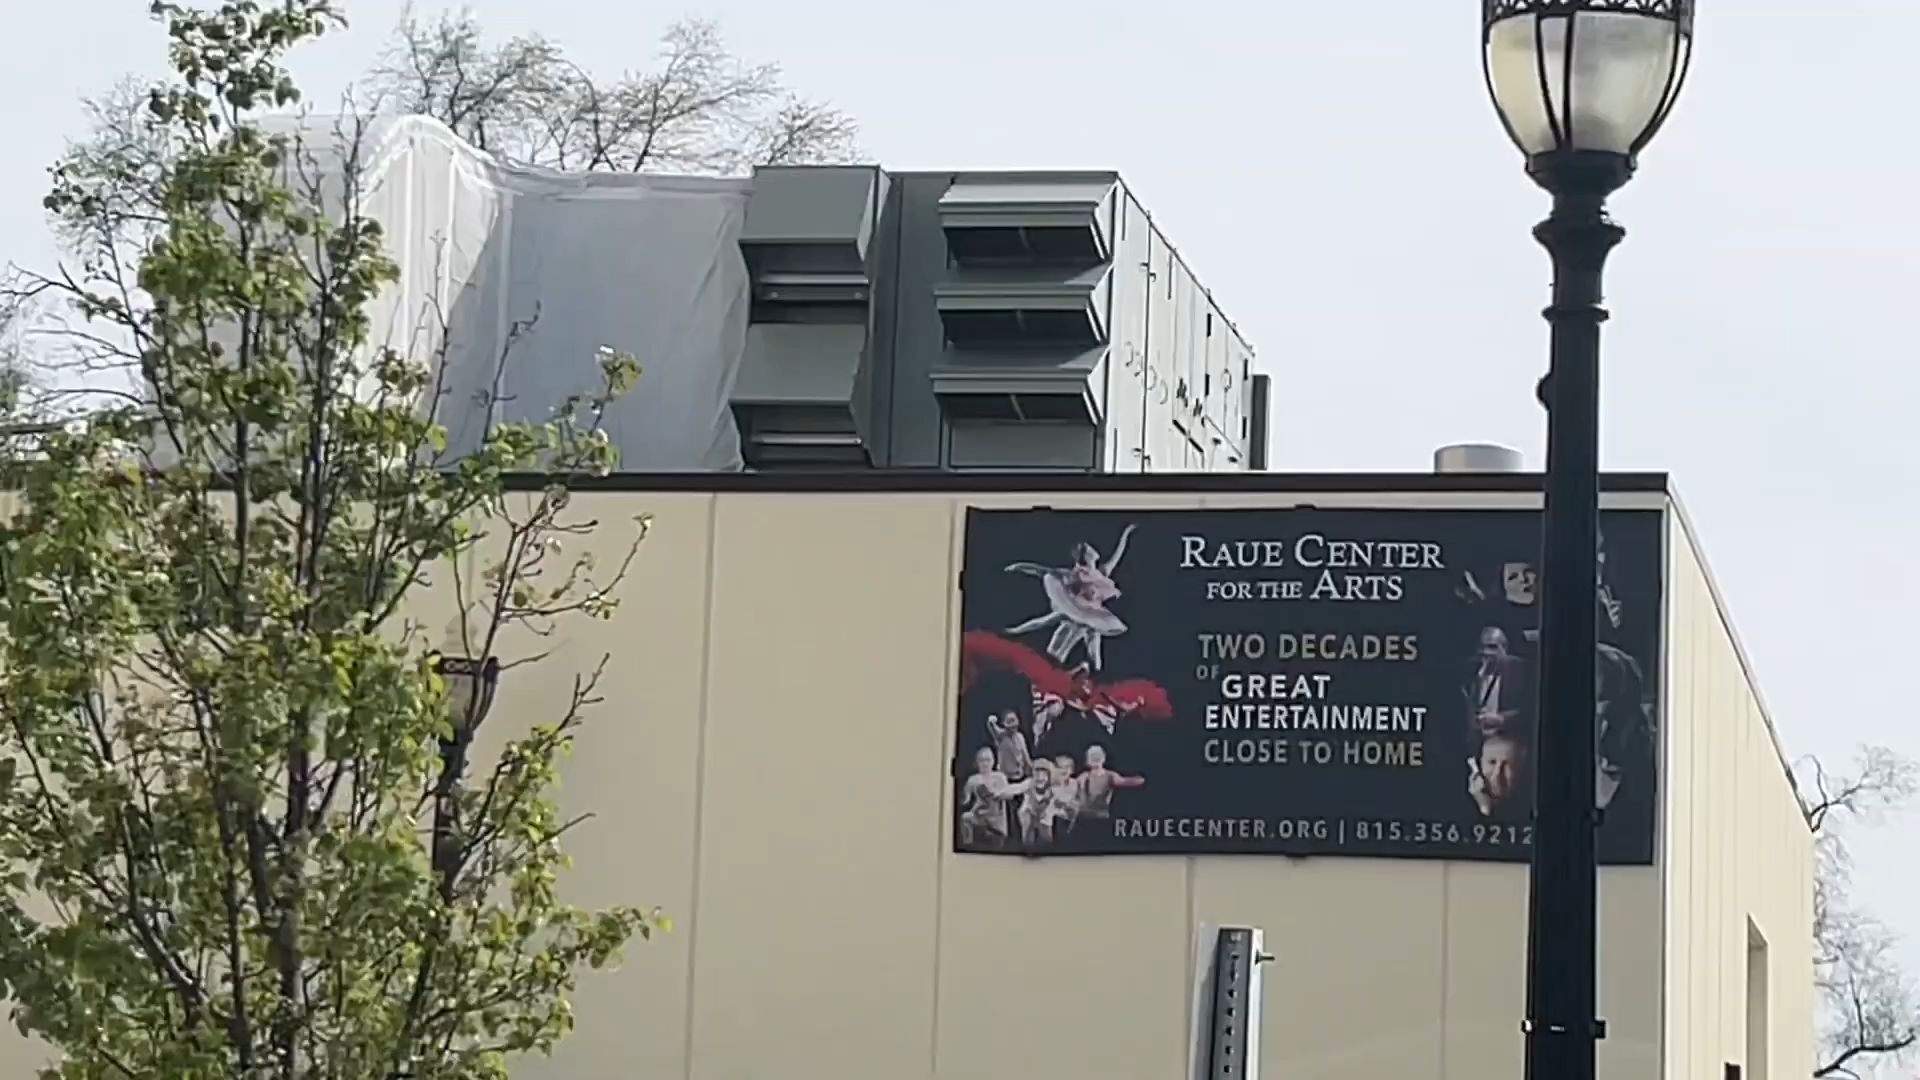 RAUE CENTER
FOR THE ARTS
TWO DECADES
OF GREAT
ENTERTAINMENT
CLOSE TO HOME
RAUECENTER.ORG | 815.356.9212